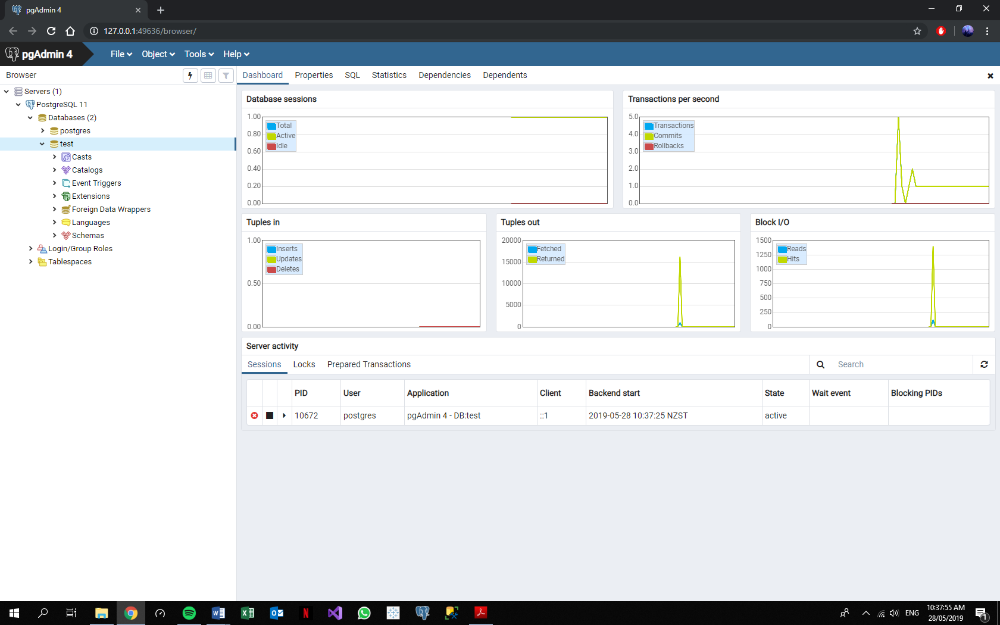 pgAdmin 4
127.0.0.1:49636/browser/
pgAdmin 4
File Object Tools Help
Browser
Dashboard Properties SQL Statistics Dependencies Dependents
Servers (1)
PostgreSQL 11
Databases (2)
postgres
test
Casts
Catalogs
Event Triggers
Extensions
Foreign Data Wrappers
Languages
Schemas
Login/Group Roles
Tablespaces
Database sessions
1.00
0.80
0.60
0.40
0.20
0.00
Total
Active
Idle
Transactions per second
5.0
4.0
3.0
2.0
1.0
0.0
Transactions
Commits
Rollbacks
Tuples in
1.00
0.50
0.00
Inserts
Updates
Deletes
Tuples out
20000
15000
10000
5000
0
Fetched
Returned
Block I/O
1500
1250
1000
750
500
250
0
Reads
Hits
Server activity
Sessions Locks Prepared Transactions Search
PID User Application Client Backend start State Wait event Blocking PIDs
10672 postgres pgAdmin 4 - DB:test ::1 2019-05-28 10:37:25 NZST active
ENG
10:37:55 AM
28/05/2019
1